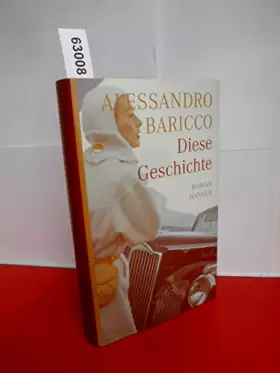 63008
ALESSANDRO
BARICCO
Diese
Geschichte
ROMAN
HANSER